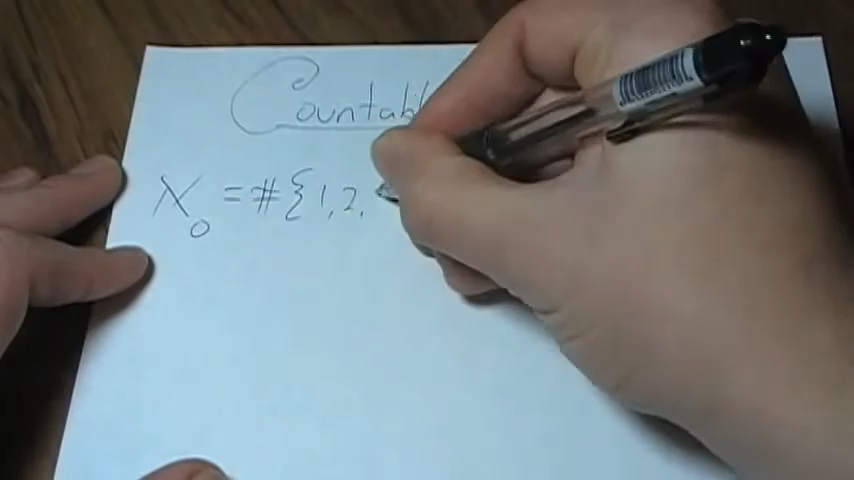 Countabl
ℵ₀ = # { 1, 2,